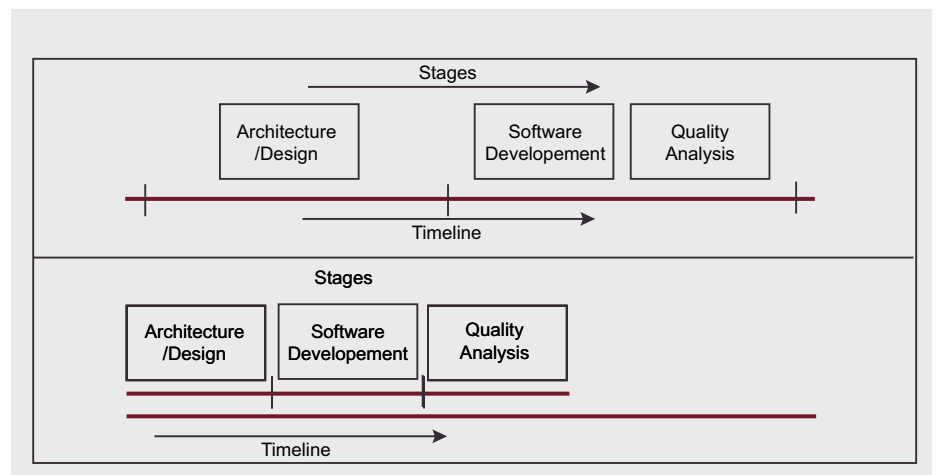 Stages
Architecture
/Design
Software
Developement
Quality
Analysis
Timeline
Stages
Architecture
/Design
Software
Developement
Quality
Analysis
Timeline